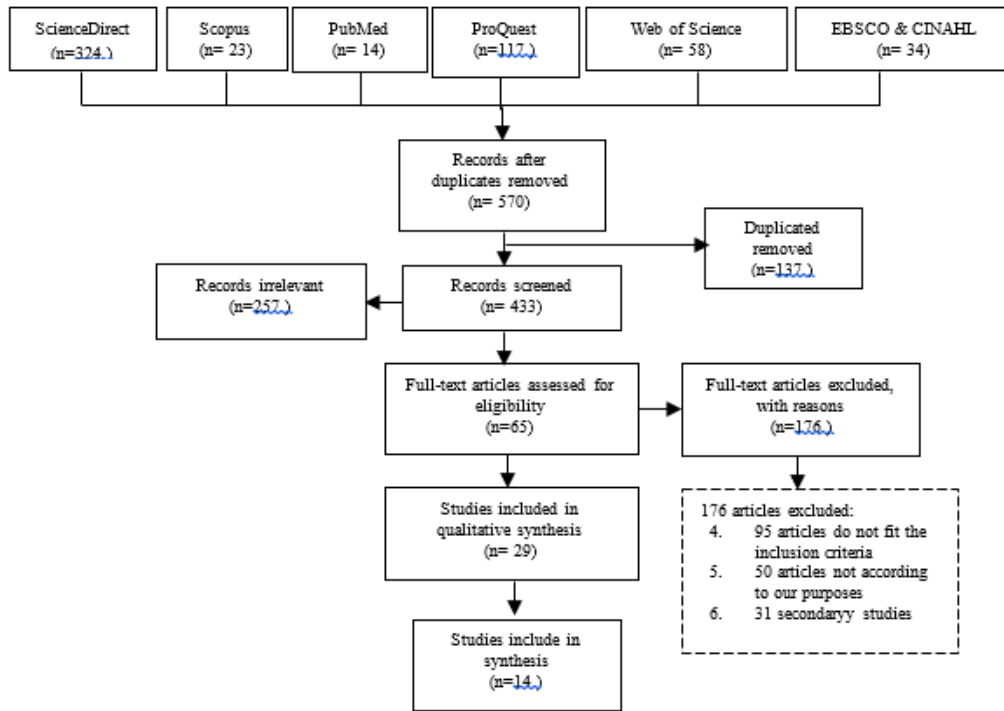 ScienceDirect
(n=324.)
Scopus
(n= 23)
PubMed
(n= 14)
ProQuest
(n=117.)
Web of Science
(n= 58)
EBSCO & CINAHL
(n= 34)
Records after
duplicates removed
(n= 570)
Duplicated
removed
(n=137.)
Records irrelevant
(n=257.)
Records screened
(n= 433)
Full-text articles assessed for
eligibility
(n=65)
Full-text articles excluded,
with reasons
(n=176.)
Studies included in
qualitative synthesis
(n= 29)
176 articles excluded:
4. 95 articles do not fit the
inclusion criteria
5. 50 articles not according
to our purposes
6. 31 secondaryy studies
Studies include in
synthesis
(n=14.)